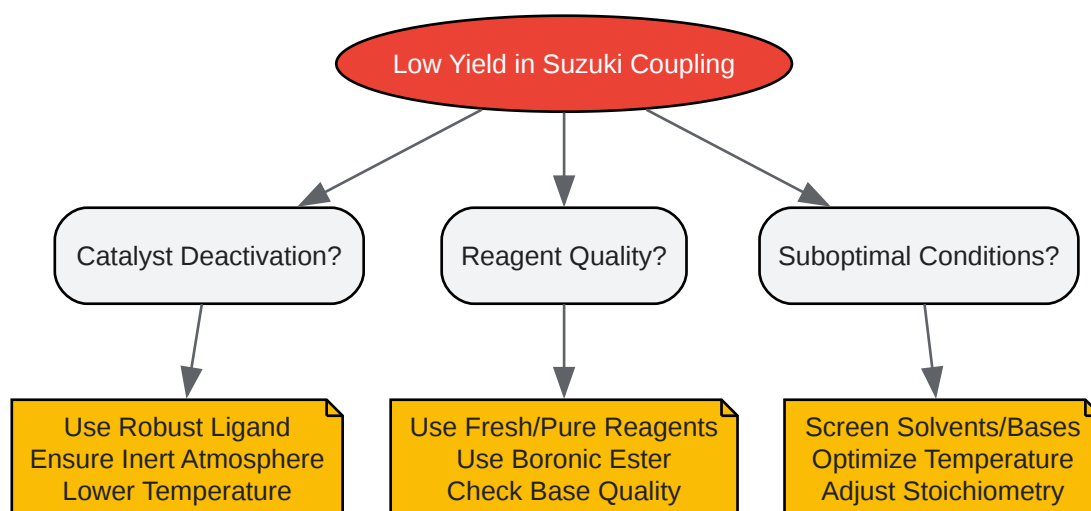 Low Yield in Suzuki Coupling
Catalyst Deactivation?
Reagent Quality?
Suboptimal Conditions?
Use Robust Ligand
Ensure Inert Atmosphere
Lower Temperature
Use Fresh/Pure Reagents
Use Boronic Ester
Check Base Quality
Screen Solvents/Bases
Optimize Temperature
Adjust Stoichiometry